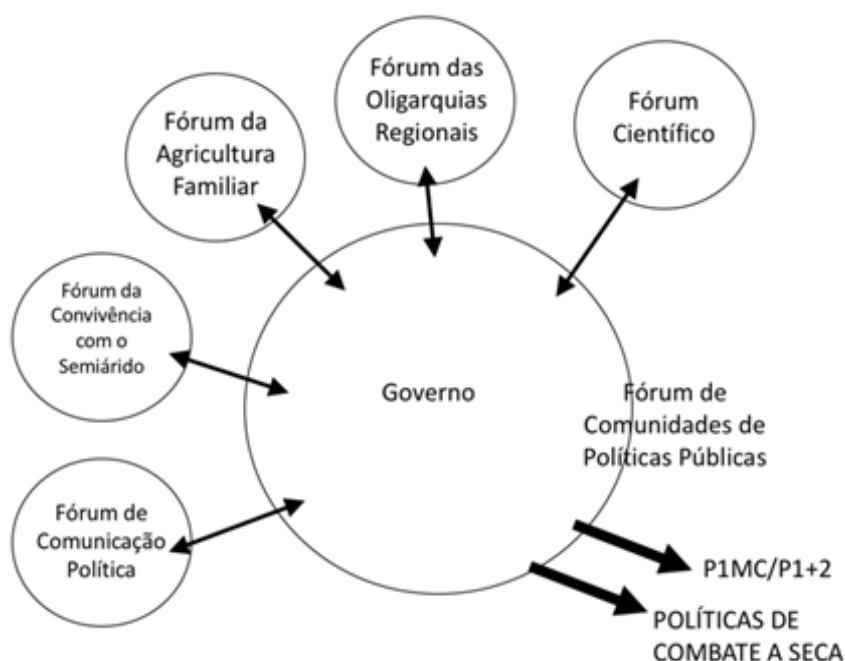 Fórum das
Oligarquias
Regionais
Fórum
Científico
Fórum da
Agricultura
Familiar
Fórum da
Convivência
com o
Semiárido
Governo
Fórum de
Comunidades de
Políticas Públicas
Fórum de
Comunicação
Política
P1MC/P1+2
POLÍTICAS DE
COMBATE A SECA